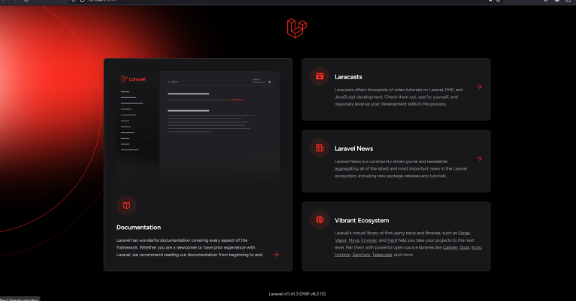 Laravel
Documentation
Laravel has wonderful documentation covering every aspect of the
framework. Whether you are a newcomer or have prior experience with
Laravel, we recommend reading our documentation from beginning to end.
Laracasts
Laracasts offers thousands of video tutorials on Laravel, PHP, and
JavaScript development. Check them out, see for yourself, and
massively level up your development skills in the process.
Laravel News
Laravel News is a community driven portal and newsletter
aggregating all of the latest and most important news in the Laravel
ecosystem, including new package releases and tutorials.
Vibrant Ecosystem
Laravel's robust library of first-party tools and libraries, such as Forge,
Vapor, Nova, Envoyer, and Herd help you take your projects to the next
level. Pair them with powerful open source libraries like Cashier, Dusk, Echo,
Horizon, Sanctum, Telescope, and more.